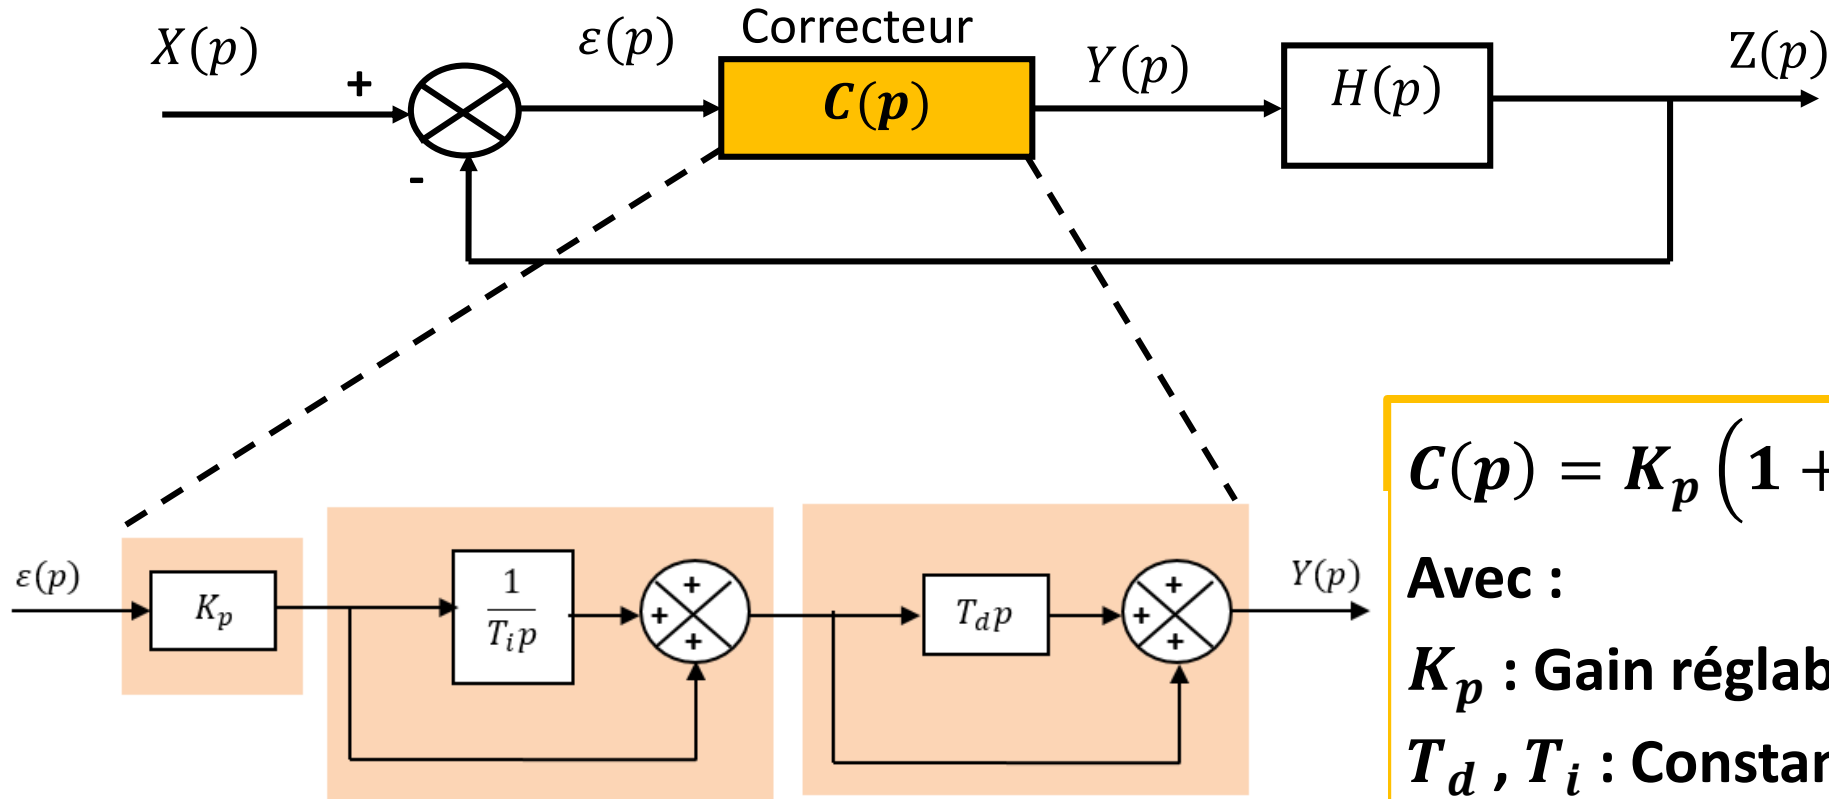 Correcteur
X(p)
+
ε(p)
C(p)
Y(p)
H(p)
Z(p)
-
C(p) = K_p (1 +
Avec :
K_p : Gain réglab
T_d , T_i : Constan
ε(p)
K_p
1/(T_i p)
+
+
+
T_d p
+
+
+
Y(p)